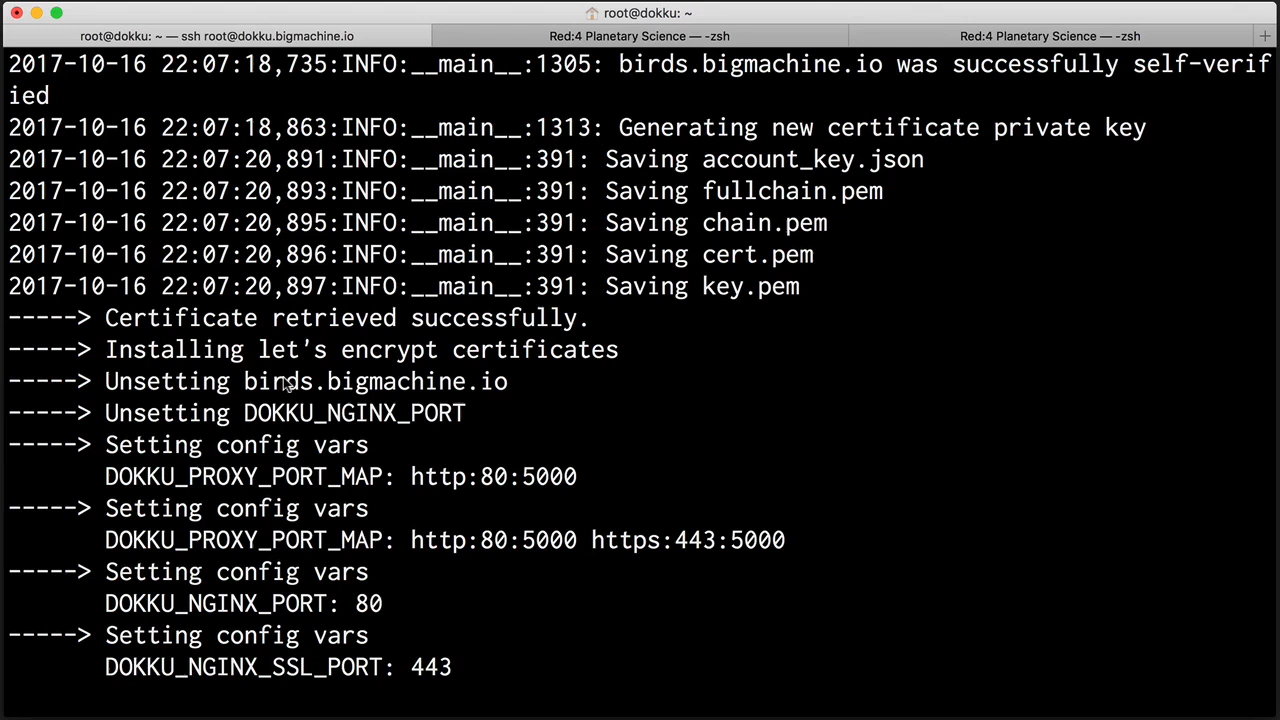 root@dokku: ~
root@dokku: ~ — ssh root@dokku.bigmachine.io
Red:4 Planetary Science — -zsh
Red:4 Planetary Science — -zsh
2017-10-16 22:07:18,735:INFO:__main__:1305: birds.bigmachine.io was successfully self-verif
ied
2017-10-16 22:07:18,863:INFO:__main__:1313: Generating new certificate private key
2017-10-16 22:07:20,891:INFO:__main__:391: Saving account_key.json
2017-10-16 22:07:20,893:INFO:__main__:391: Saving fullchain.pem
2017-10-16 22:07:20,895:INFO:__main__:391: Saving chain.pem
2017-10-16 22:07:20,896:INFO:__main__:391: Saving cert.pem
2017-10-16 22:07:20,897:INFO:__main__:391: Saving key.pem
-----> Certificate retrieved successfully.
-----> Installing let's encrypt certificates
-----> Unsetting birds.bigmachine.io
-----> Unsetting DOKKU_NGINX_PORT
-----> Setting config vars
DOKKU_PROXY_PORT_MAP: http:80:5000
-----> Setting config vars
DOKKU_PROXY_PORT_MAP: http:80:5000 https:443:5000
-----> Setting config vars
DOKKU_NGINX_PORT: 80
-----> Setting config vars
DOKKU_NGINX_SSL_PORT: 443